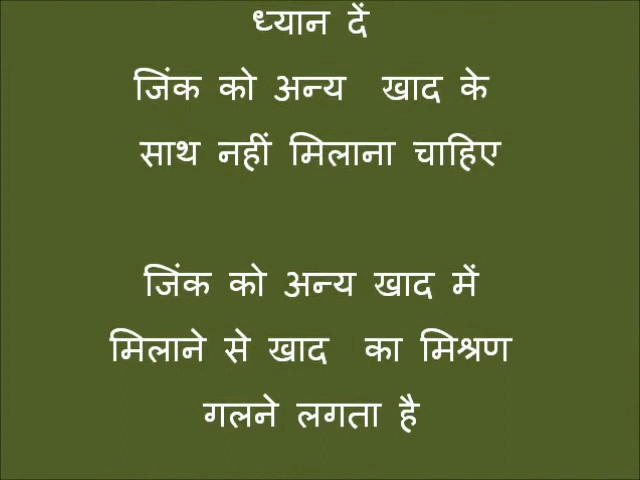 ध्यान दें
जिंक को अन्य खाद के
साथ नहीं मिलाना चाहिए
जिंक को अन्य खाद में
मिलाने से खाद का मिश्रण
गलने लगता है